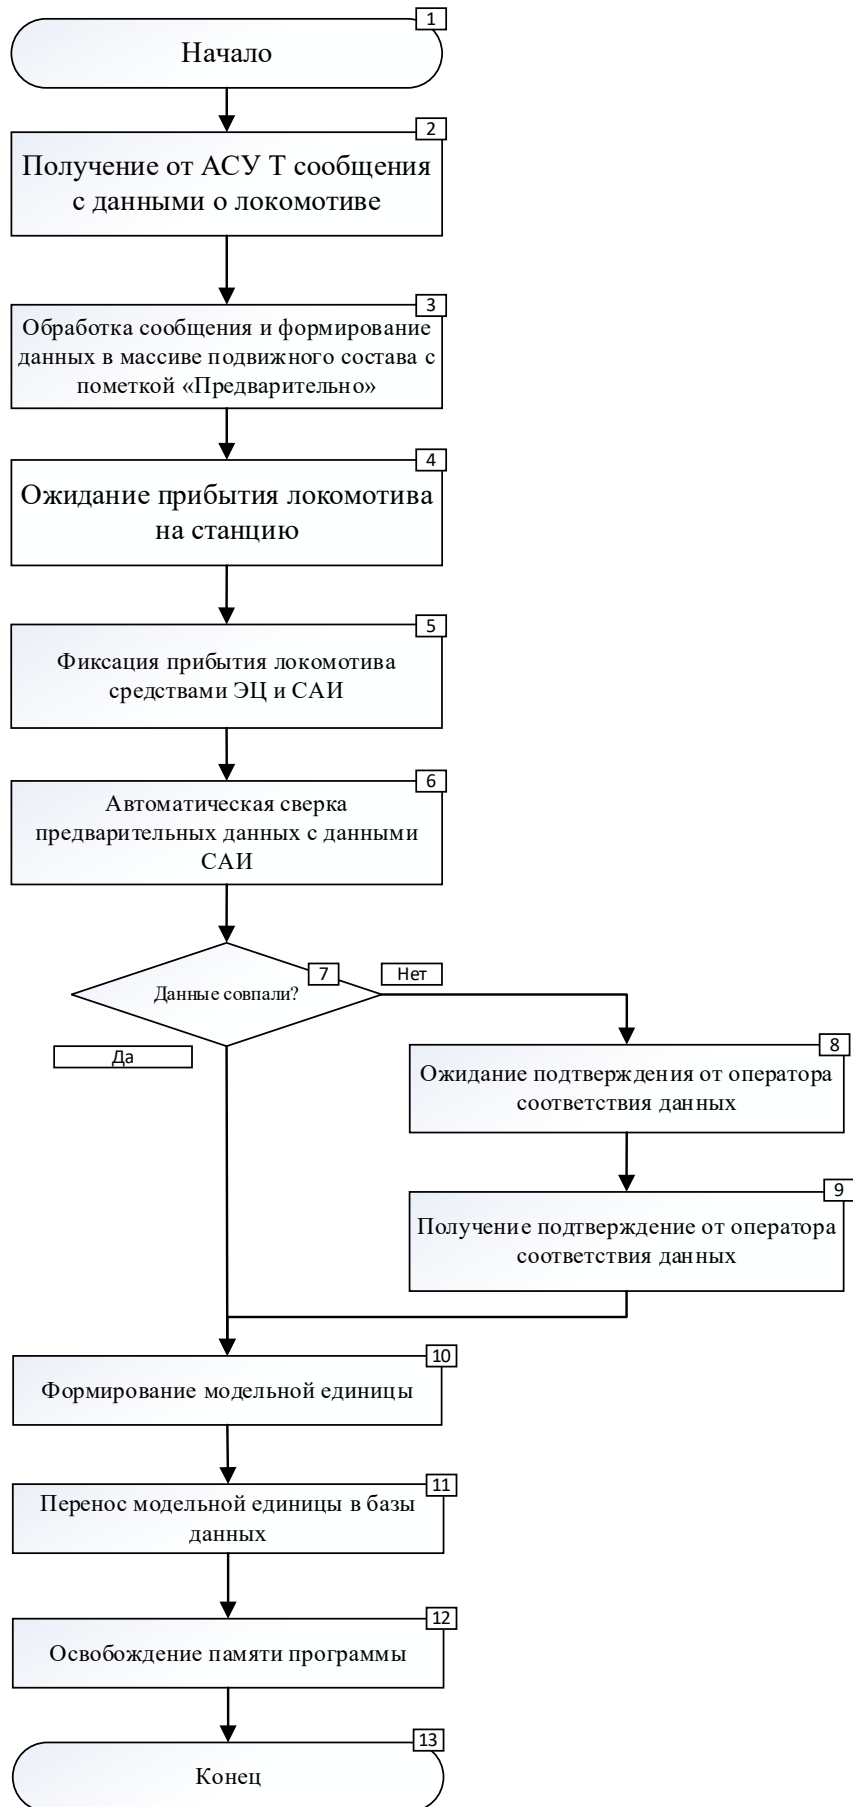 1
Начало
2
Получение от АСУ Т сообщения
с данными о локомотиве
3
Обработка сообщения и формирование
данных в массиве подвижного состава с
пометкой «Предварительно»
4
Ожидание прибытия локомотива
на станцию
5
Фиксация прибытия локомотива
средствами ЭЦ и САИ
6
Автоматическая сверка
предварительных данных с данными
САИ
7
Нет
Данные совпали?
Да
8
Ожидание подтверждения от оператора
соответствия данных
9
Получение подтверждение от оператора
соответствия данных
10
Формирование модельной единицы
11
Перенос модельной единицы в базы
данных
12
Освобождение памяти программы
13
Конец